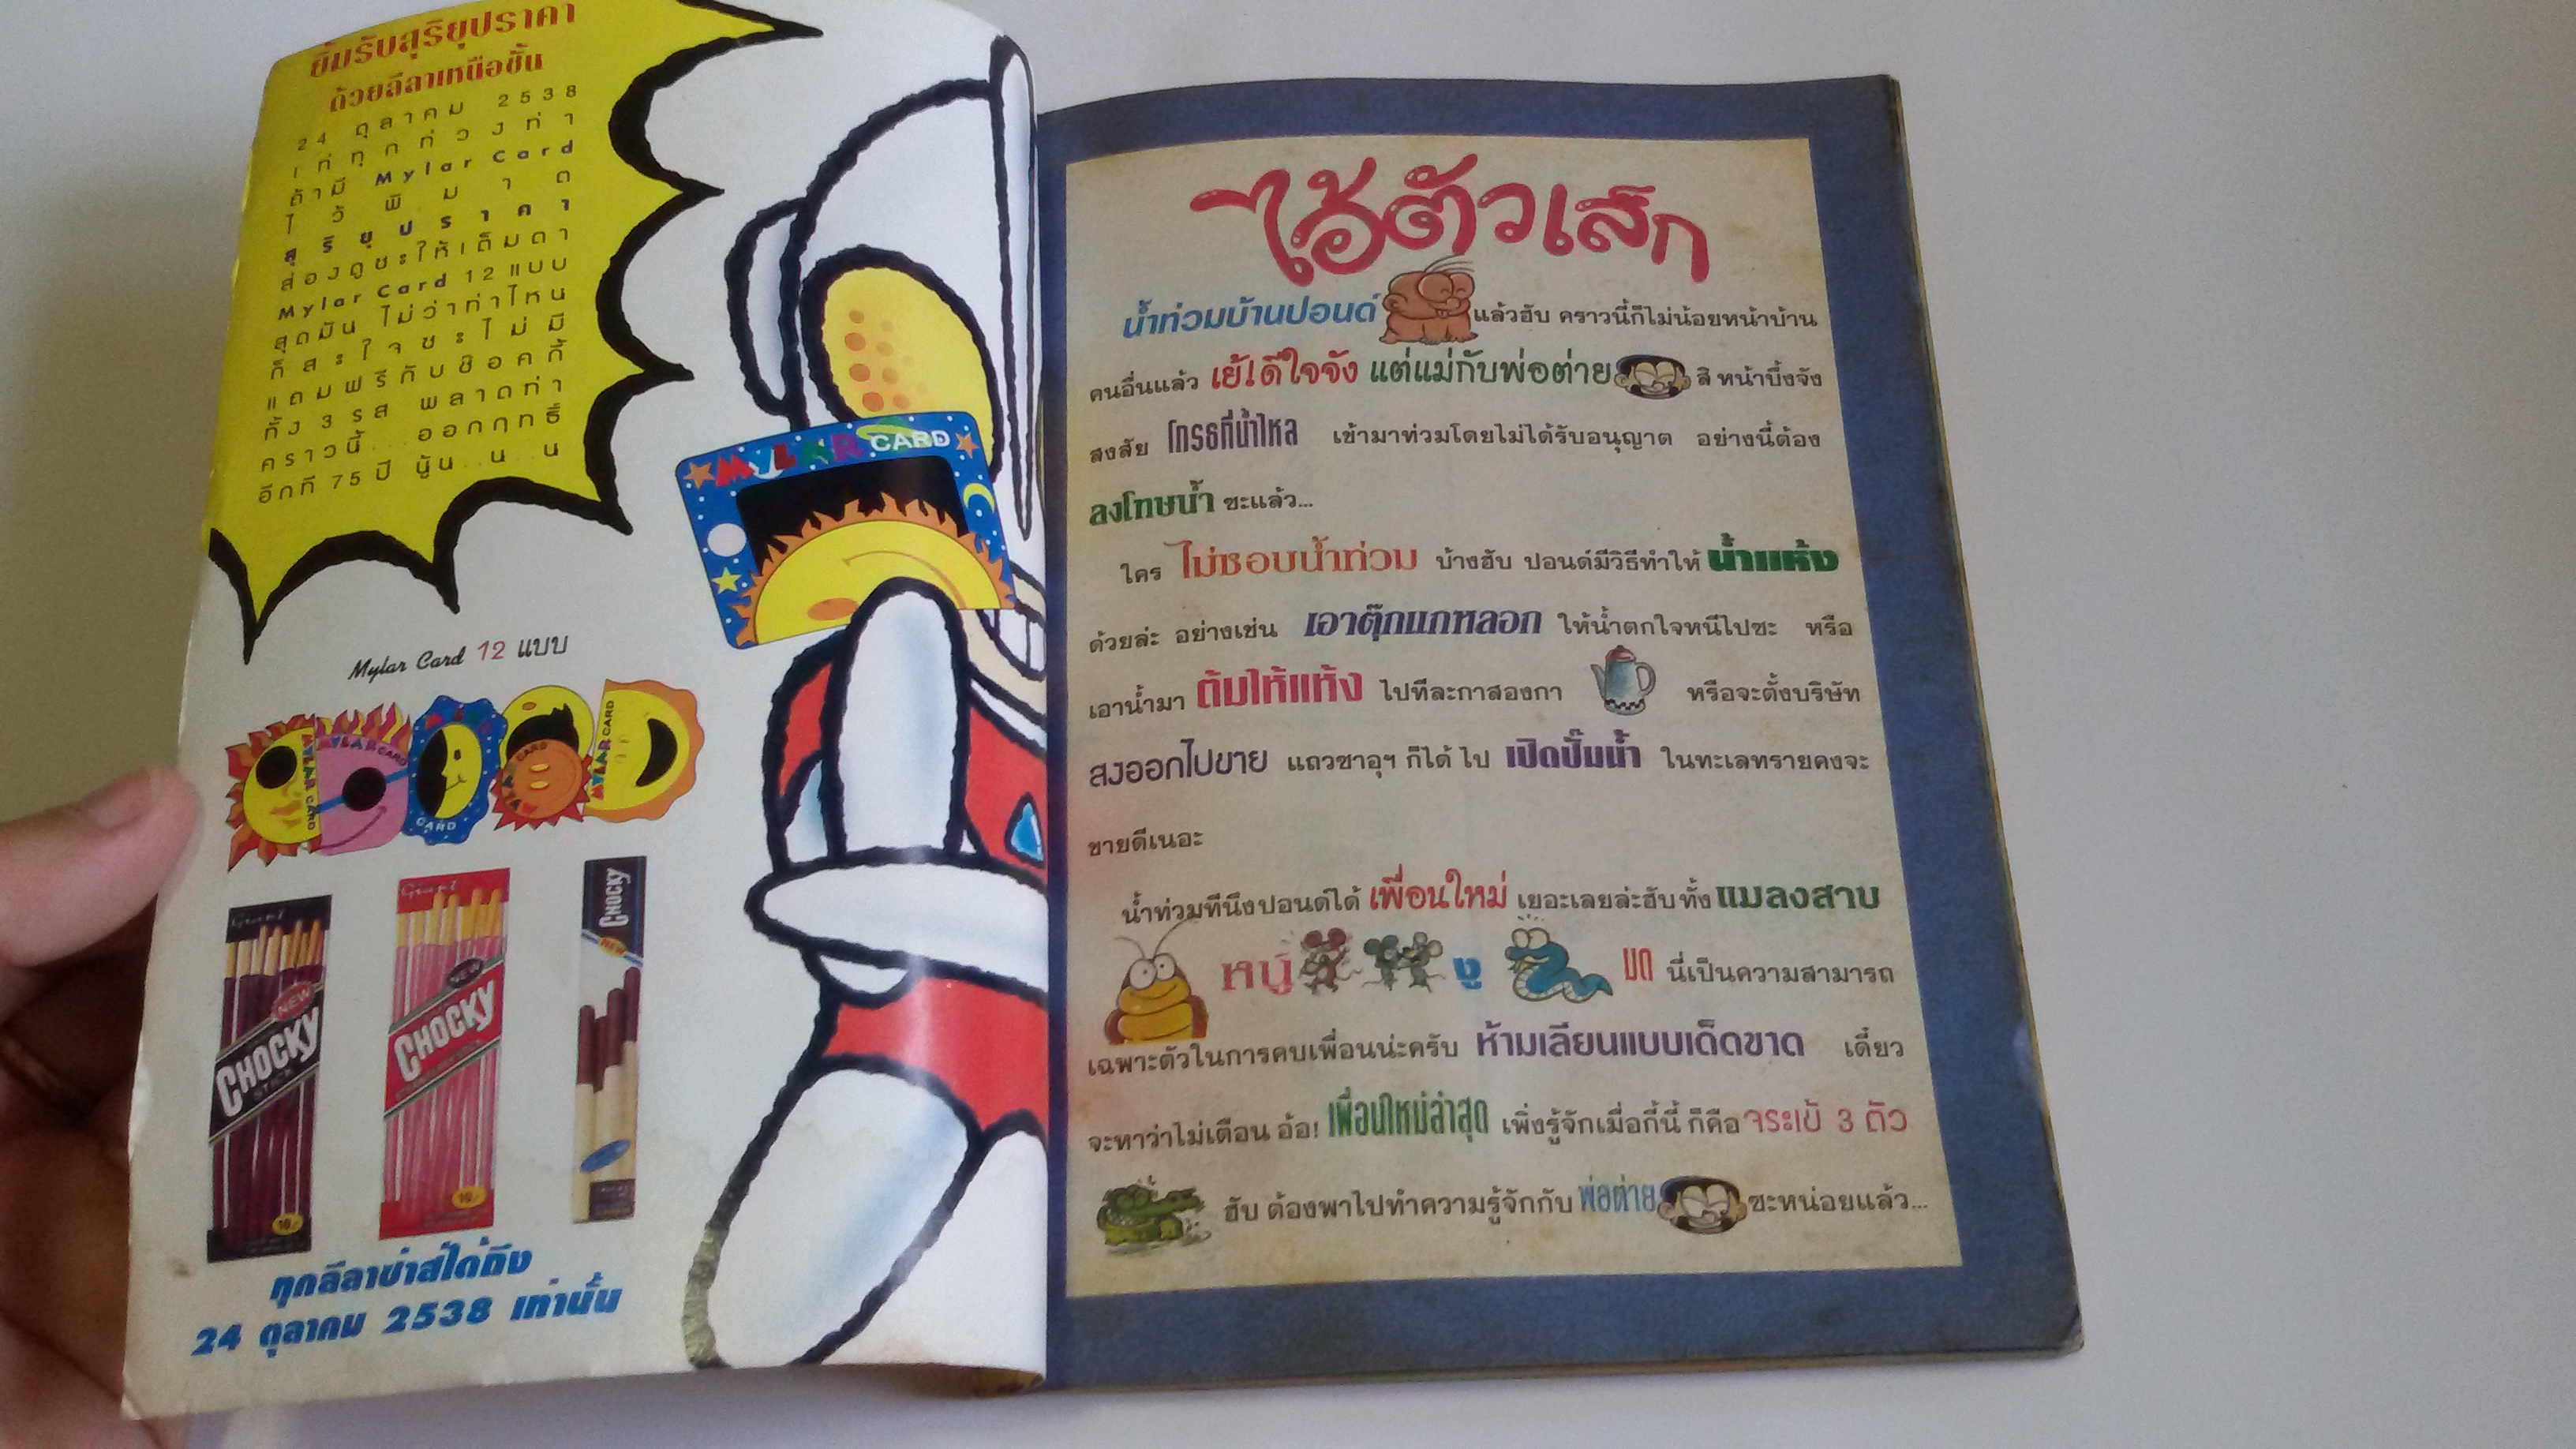 ยิ้มรับสุริยุปราคา
ด้วยลีลาเหนือชั้น
24 ตุลาคม 2538
เท่ทุกท่วงท่า
ถ้ามี Mylar Card
ไว้พิฆาต
สุริยุปราคา
ส่องดูซะให้เต็มตา
Mylar Card 12 แบบ
สุดมัน ไม่ว่าท่าไหน
ก็สะใจซะไม่มี
แถมฟรีกับช็อคกี้
ทั้ง 3 รส พลาดท่า
คราวนี้...ออกฤทธิ์
อีกที 75 ปี นู้น..น..น
MYLAR CARD
Mylar Card 12 แบบ
MYLAR CARD
MYLAR CARD
MYLAR CARD
MYLAR CARD
MYLAR CARD
Giant
NEW
CHOCKY
STICK
10.-
Giant
NEW
CHOCKY
10.-
CHOCKY
NEW
ทุกลีลาซ่าส์ได้ถึง
24 ตุลาคม 2538 เท่านั้น
ไอ้ตัวเล็ก
น้ำท่วมบ้านปอนด์ แล้วฮับ คราวนี้ก็ไม่น้อยหน้าบ้าน
คนอื่นแล้ว เย้! ดีใจจัง แต่แม่กับพ่อต่าย สิ หน้าบึ้งจัง
สงสัย โกรธที่น้ำไหล เข้ามาท่วมโดยไม่ได้รับอนุญาต อย่างนี้ต้อง
ลงโทษน้ำ ซะแล้ว...
ใคร ไม่ชอบน้ำท่วม บ้างฮับ ปอนด์มีวิธีทำให้ น้ำแห้ง
ด้วยล่ะ อย่างเช่น เอาตุ๊กแกหลอก ให้น้ำตกใจหนีไปซะ หรือ
เอาน้ำมา ต้มให้แห้ง ไปทีละกาสองกา หรือจะตั้งบริษัท
ส่งออกไปขาย แถวซาอุฯ ก็ได้ ไป เปิดปั๊มน้ำ ในทะเลทรายคงจะ
ขายดีเนอะ
น้ำท่วมทีนึงปอนด์ได้ เพื่อนใหม่ เยอะเลยล่ะฮับ ทั้ง แมลงสาบ
หนู งู มด นี่เป็นความสามารถ
เฉพาะตัวในการคบเพื่อนน่ะครับ ห้ามเลียนแบบเด็ดขาด เดี๋ยว
จะหาว่าไม่เตือน อ้อ! เพื่อนใหม่ล่าสุด เพิ่งรู้จักเมื่อกี้นี้ ก็คือ จระเข้ 3 ตัว
ฮับ ต้องพาไปทำความรู้จักกับ พ่อต่าย ซะหน่อยแล้ว...